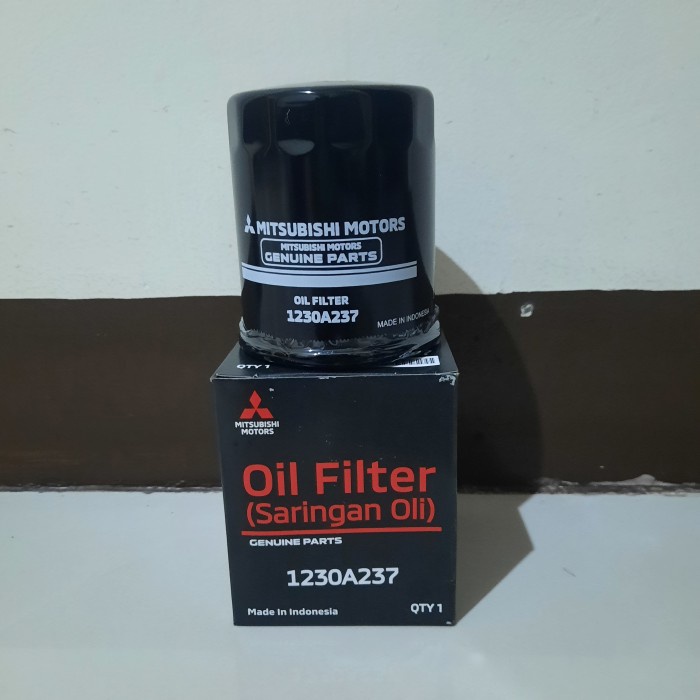 MITSUBISHI MOTORS
MITSUBISHI MOTORS
GENUINE PARTS
OIL FILTER
1230A237
MADE IN INDONESIA
QTY 1
MITSUBISHI
MOTORS
Oil Filter
(Saringan Oli)
GENUINE PARTS
1230A237
Made In Indonesia
QTY 1